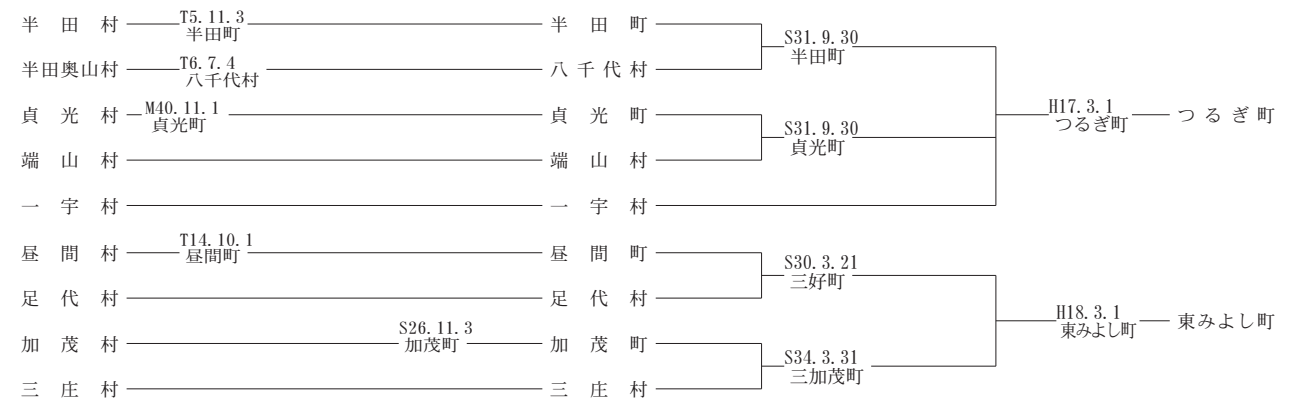 半田村 T5.11.3 半田町 半田町
半田奥山村 T6.7.4 八千代村 八千代村
S31.9.30 半田町
貞光村 M40.11.1 貞光町 貞光町
端山村 端山村
S31.9.30 貞光町
一宇村 一宇村
H17.3.1 つるぎ町 つるぎ町
昼間村 T14.10.1 昼間町 昼間町
足代村 足代村
S30.3.21 三好町
加茂村 S26.11.3 加茂町 加茂町
三庄村 三庄村
S34.3.31 三加茂町
H18.3.1 東みよし町 東みよし町